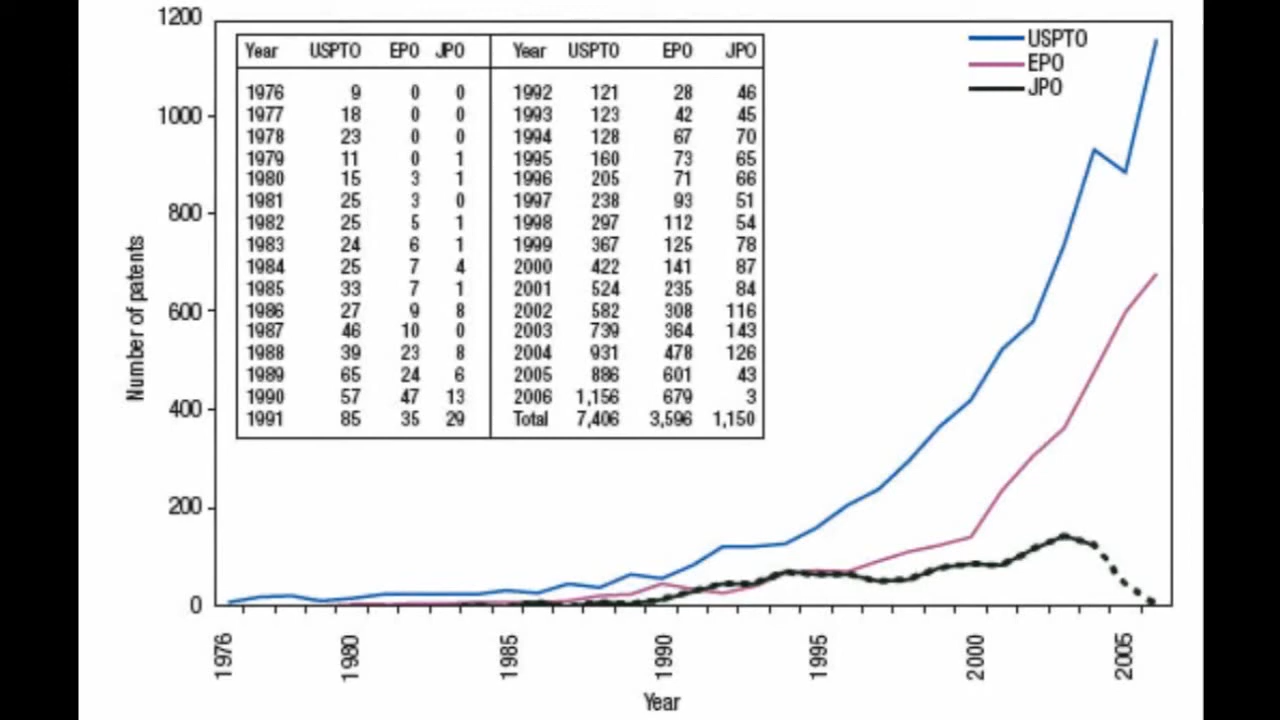 1200
1000
800
600
400
200
0
Number of patents
Year USPTO EPO JPO Year USPTO EPO JPO
1976 9 0 0 1992 121 28 46
1977 18 0 0 1993 123 42 45
1978 23 0 0 1994 128 67 70
1979 11 0 1 1995 160 73 65
1980 15 3 1 1996 205 71 66
1981 25 3 0 1997 238 93 51
1982 25 5 1 1998 297 112 54
1983 24 6 1 1999 367 125 78
1984 25 7 4 2000 422 141 87
1985 33 7 1 2001 524 235 84
1986 27 9 8 2002 582 308 116
1987 46 10 0 2003 739 364 143
1988 39 23 8 2004 931 478 126
1989 65 24 6 2005 886 601 43
1990 57 47 13 2006 1,156 679 3
1991 85 35 29 Total 7,406 3,596 1,150
USPTO
EPO
JPO
1976 1980 1985 1990 1995 2000 2005
Year